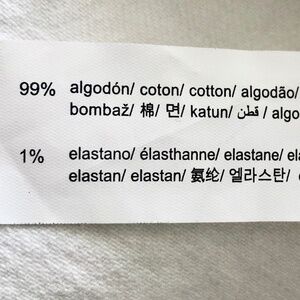 99% algodón/ coton/ cotton/ algodão/
bombaž/ 棉/ 면/ katun/ قطن / algo
1% elastano/ élasthanne/ elastane/ ela
elastan/ elastan/ 氨纶/ 엘라스탄/